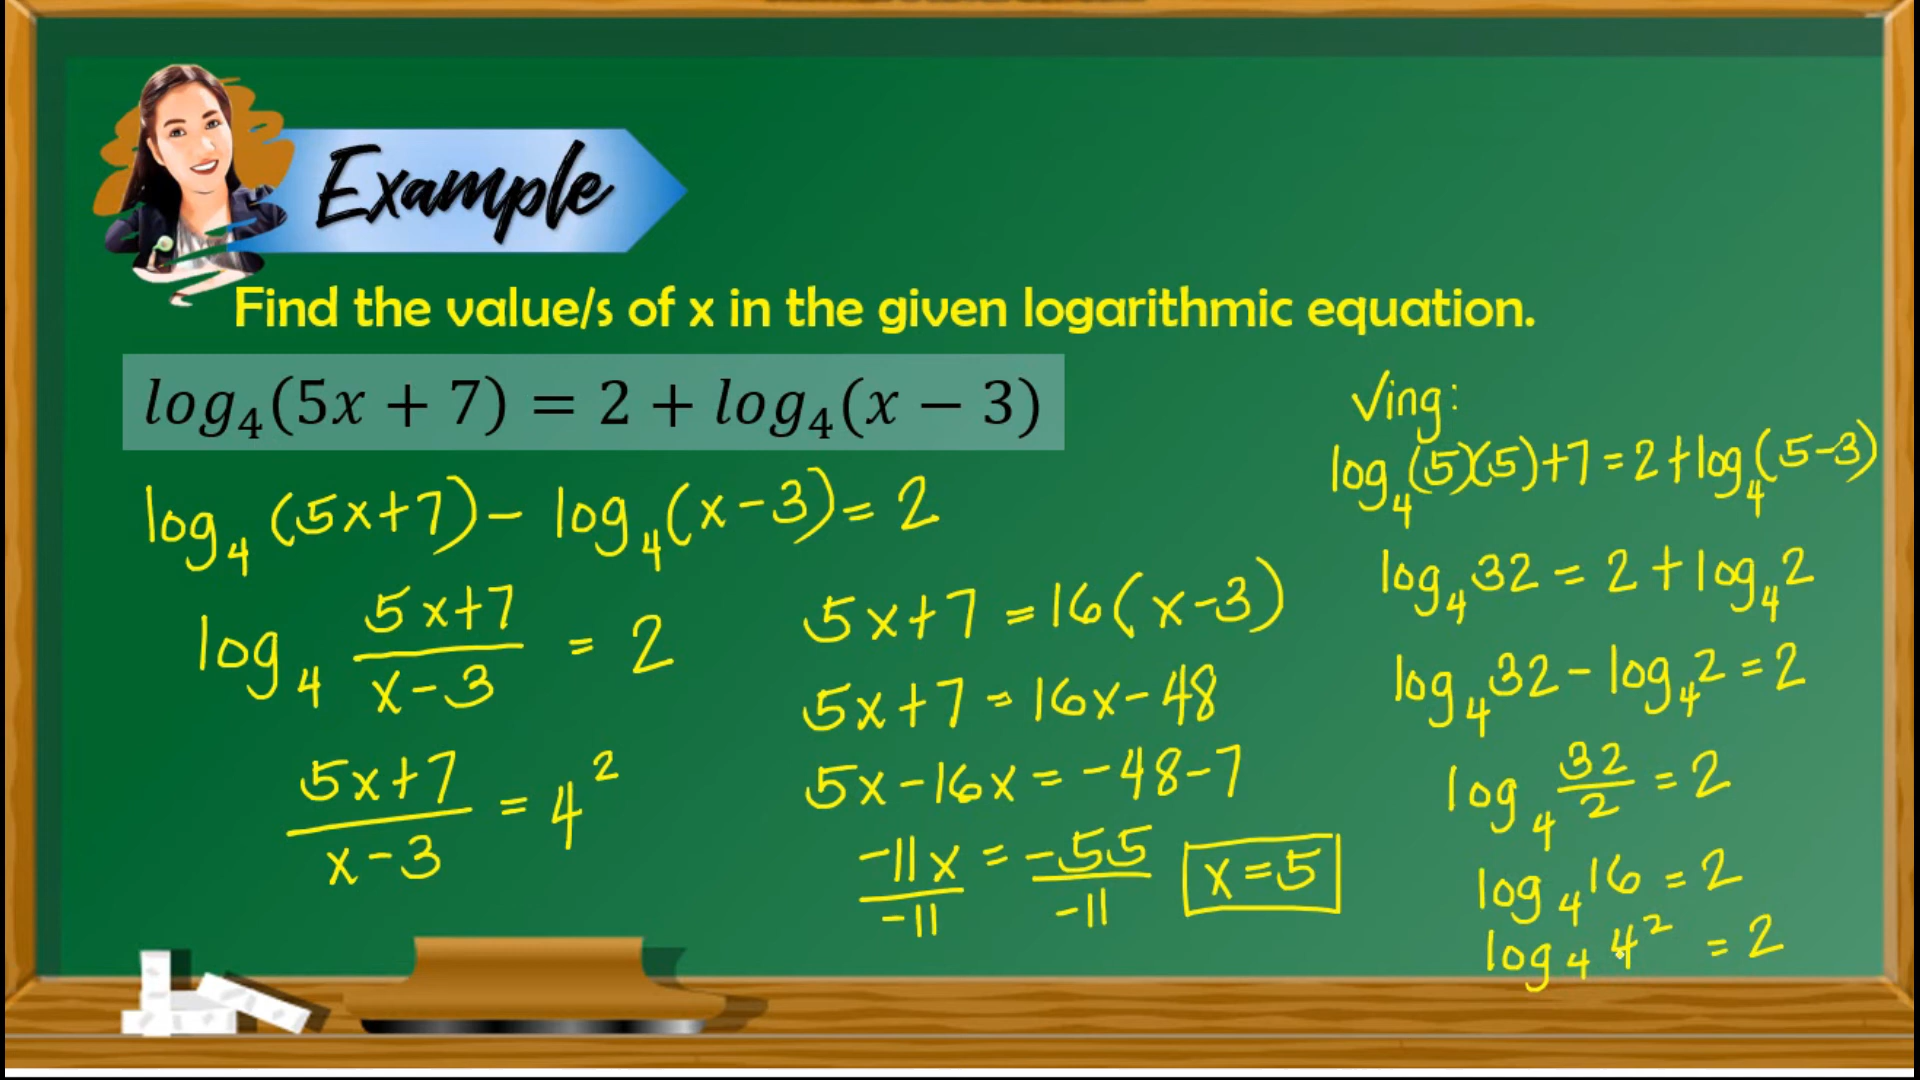 Example
Find the value/s of x in the given logarithmic equation.
log₄(5x + 7) = 2 + log₄(x − 3)
log₄ (5x+7) − log₄(x−3) = 2
log₄ (5x+7)/(x−3) = 2
(5x+7)/(x−3) = 4²
5x+7 = 16(x−3)
5x+7 = 16x−48
5x−16x = −48−7
−11x/−11 = −55/−11
x=5
√ing:
log₄(5)(5)+7 = 2+log₄(5−3)
log₄32 = 2+log₄2
log₄32 − log₄2 = 2
log₄ 32/2 = 2
log₄16 = 2
log₄4² = 2